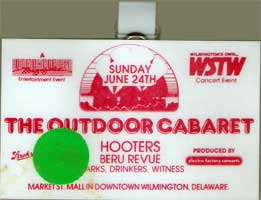 SUNDAY
JUNE 24TH
Entertainment Event
WILMINGTON'S OWN...
WSTW
Concert Event
THE OUTDOOR CABARET
HOOTERS
BERU REVUE
ARKS, DRINKERS, WITNESS
PRODUCED BY
electric factory concerts
MARKET ST. MALL IN DOWNTOWN WILMINGTON, DELAWARE.